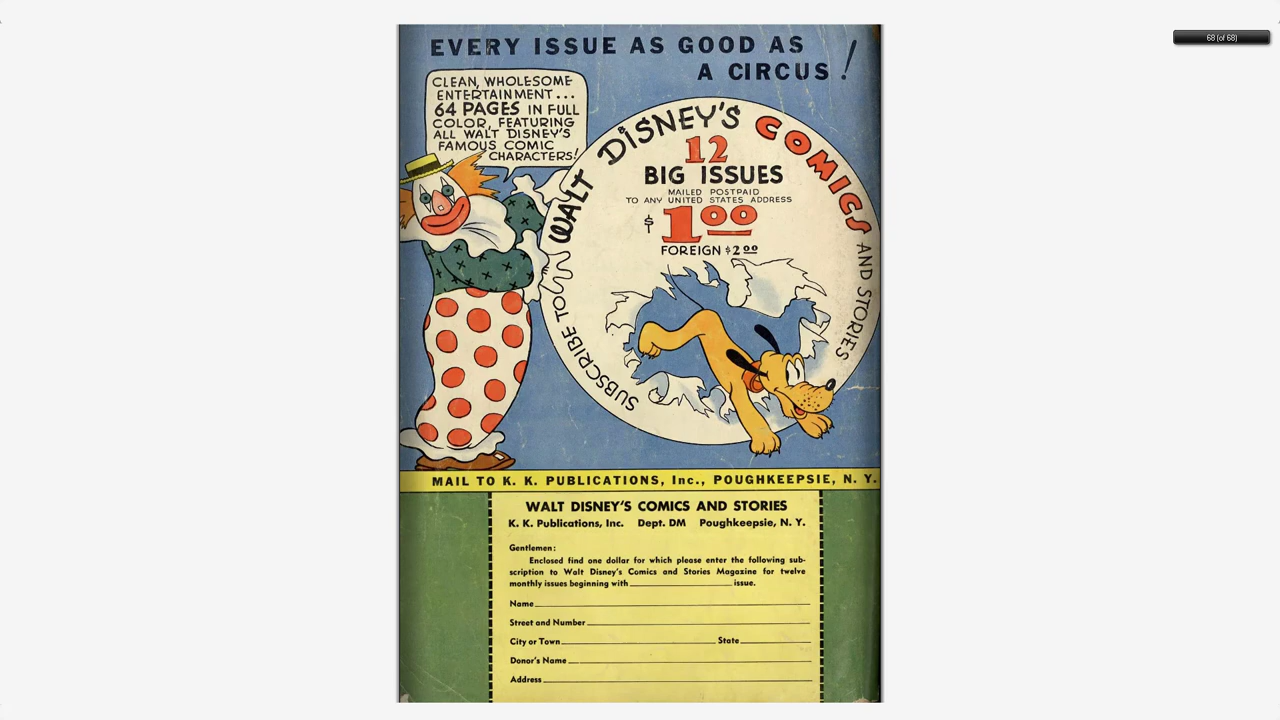 68 (of 68)
EVERY ISSUE AS GOOD AS
A CIRCUS!
CLEAN, WHOLESOME
ENTERTAINMENT...
64 PAGES IN FULL
COLOR, FEATURING
ALL WALT DISNEY'S
FAMOUS COMIC
CHARACTERS!
SUBSCRIBE TO WALT DISNEY'S COMICS AND STORIES
12
BIG ISSUES
MAILED POSTPAID
TO ANY UNITED STATES ADDRESS
$1.00
FOREIGN $2.00
MAIL TO K. K. PUBLICATIONS, Inc., POUGHKEEPSIE, N. Y.
WALT DISNEY'S COMICS AND STORIES
K. K. Publications, Inc. Dept. DM Poughkeepsie, N. Y.
Gentlemen:
Enclosed find one dollar for which please enter the following sub-
scription to Walt Disney's Comics and Stories Magazine for twelve
monthly issues beginning with ____________ issue.
Name
Street and Number
City or Town State
Donor's Name
Address